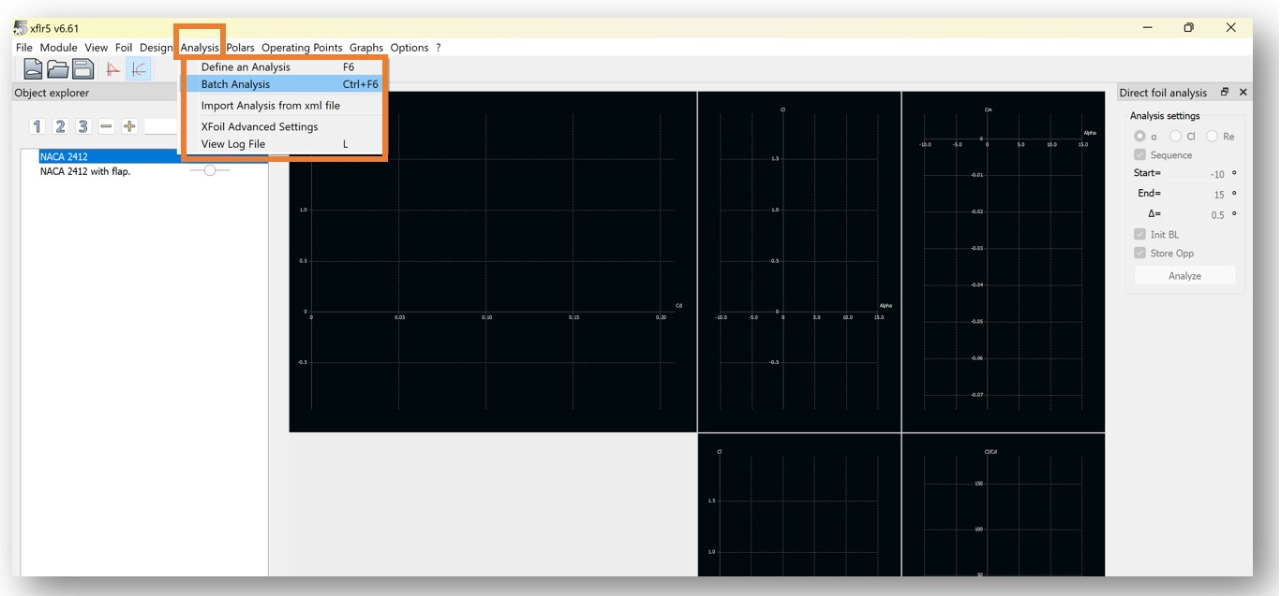 xflr5 v6.61
File Module View Foil Design Analysis Polars Operating Points Graphs Options ?
Define an Analysis F6
Batch Analysis Ctrl+F6
Import Analysis from xml file
XFoil Advanced Settings
View Log File L
Object explorer
1 2 3
NACA 2412
NACA 2412 with flap.
1.0
0.5
0
-0.5
0 0.05 0.10 0.15 0.20
Cd
Cl
1.5
1.0
0.5
0
-0.5
-10.0 -5.0 0 5.0 10.0 15.0
Alpha
Cm
Alpha
0
-10.0 -5.0 0 5.0 10.0 15.0
-0.01
-0.02
-0.03
-0.04
-0.05
-0.06
-0.07
Cl
1.5
1.0
Cl/Cd
150
100
50
Direct foil analysis
Analysis settings
α Cl Re
Sequence
Start= -10 °
End= 15 °
Δ= 0.5 °
Init BL
Store Opp
Analyze